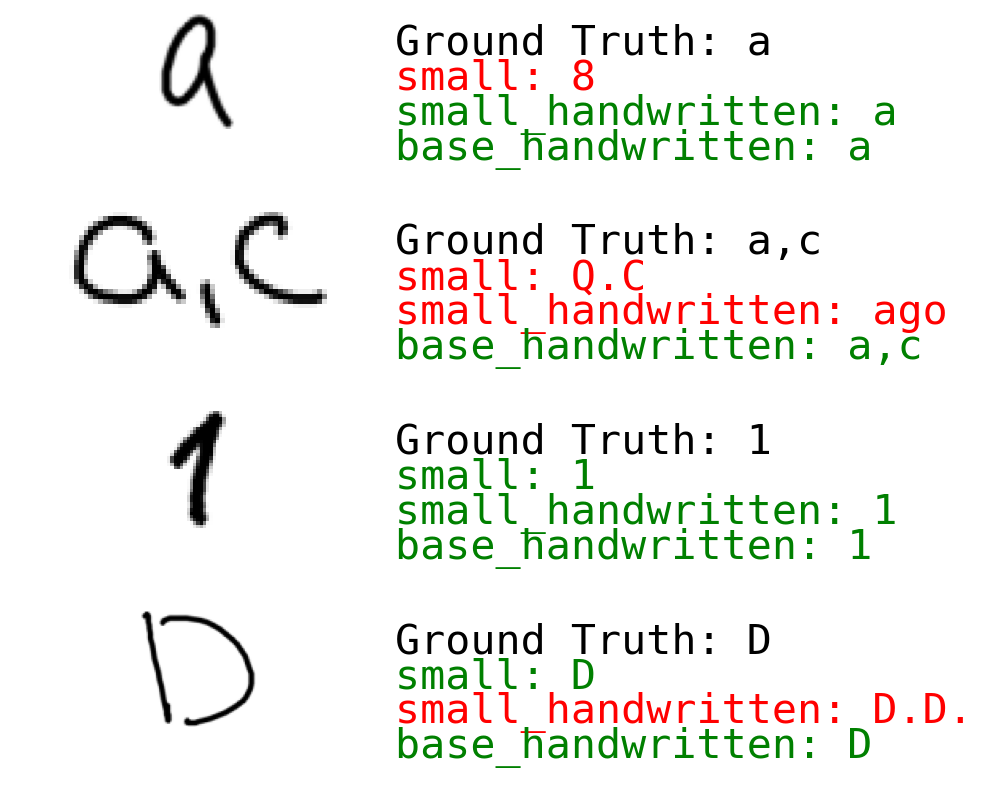 a
Ground Truth: a
small: 8
small_handwritten: a
base_handwritten: a
a,c
Ground Truth: a,c
small: Q.C
small_handwritten: ago
base_handwritten: a,c
1
Ground Truth: 1
small: 1
small_handwritten: 1
base_handwritten: 1
D
Ground Truth: D
small: D
small_handwritten: D.D.
base_handwritten: D